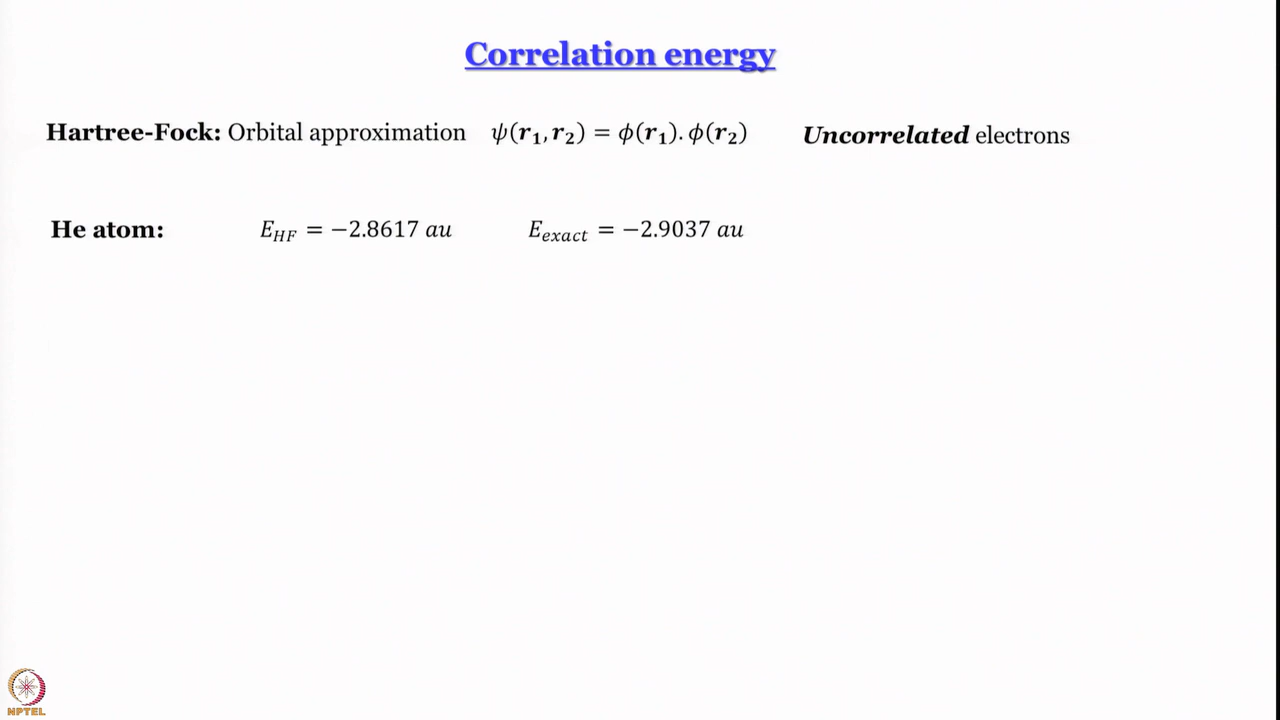 Correlation energy
Hartree-Fock: Orbital approximation ψ(r₁, r₂) = ϕ(r₁). ϕ(r₂) Uncorrelated electrons
He atom: E_HF = −2.8617 au E_exact = −2.9037 au
NPTEL